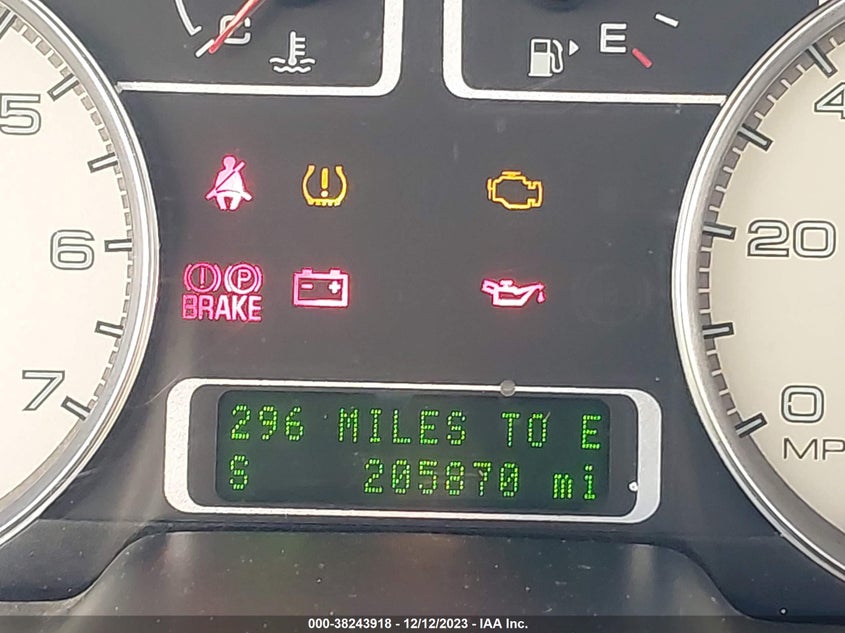 C
E
5
4
6
20
P
BRAKE
7
296 MILES TO E
0
S 205870 mi
MP
000-38243918 - 12/12/2023 - IAA Inc.